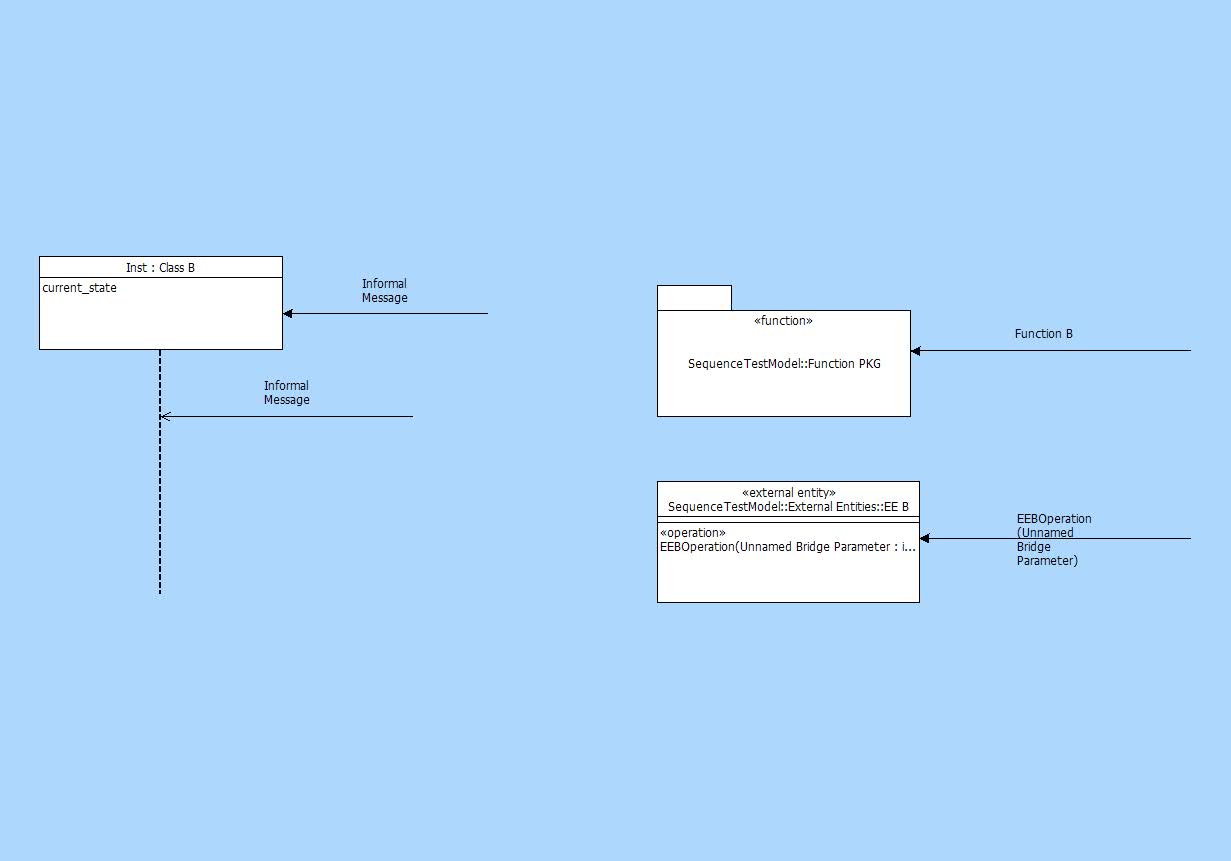 Inst : Class B
current_state
Informal
Message
Informal
Message
«function»
SequenceTestModel::Function PKG
Function B
«external entity»
SequenceTestModel::External Entities::EE B
«operation»
EEBOperation(Unnamed Bridge Parameter : i...
EEBOperation
(Unnamed
Bridge
Parameter)